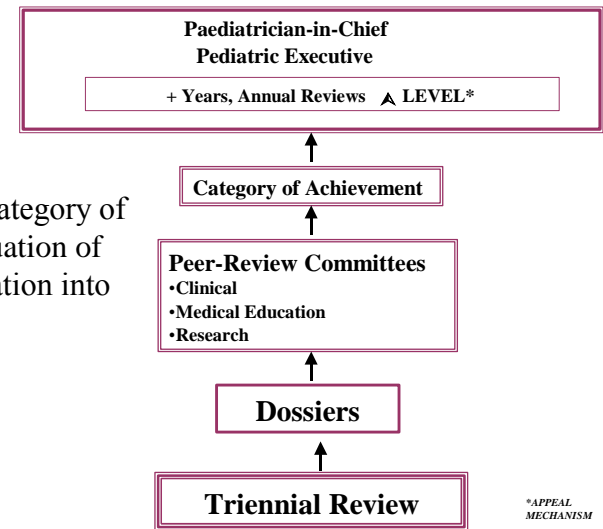 Paediatrician-in-Chief
Pediatric Executive
+ Years, Annual Reviews ⮝ LEVEL*
Category of Achievement
ategory of
uation of
ation into
Peer-Review Committees
•Clinical
•Medical Education
•Research
Dossiers
Triennial Review
*APPEAL
MECHANISM